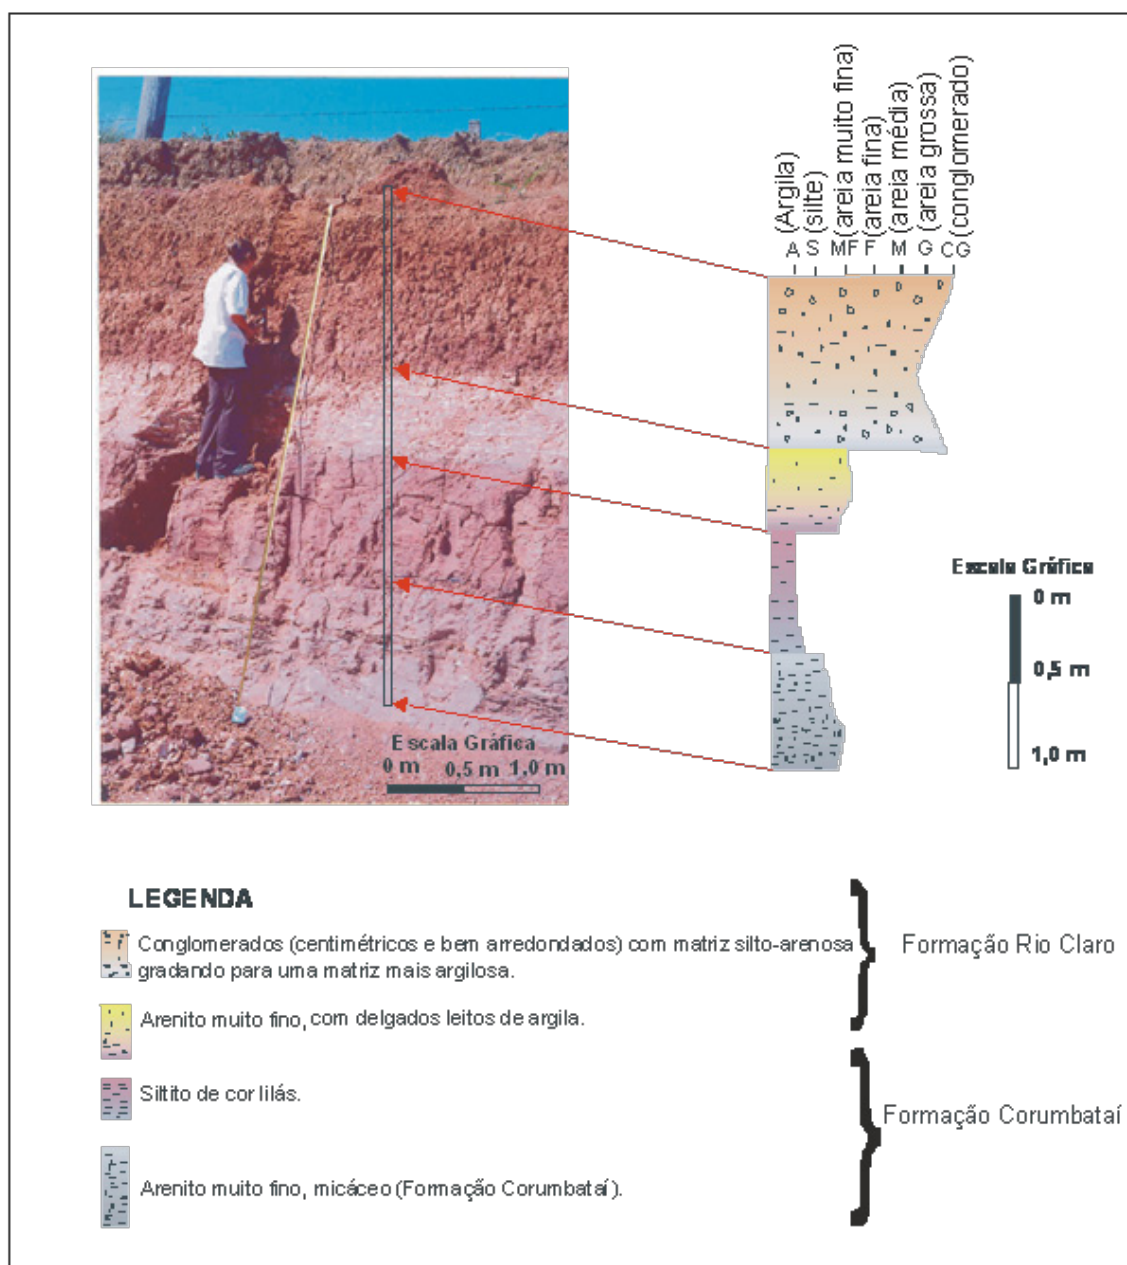 (Argila)
(silte)
(areia muito fina)
(areia fina)
(areia média)
(areia grossa)
(conglomerado)
A S MF F M G CG
Escala Gráfica
0 m
0,5 m
1,0 m
Escala Gráfica
0 m 0,5 m 1,0 m
LEGENDA
Conglomerados (centimétricos e bem arredondados) com matriz silto-arenosa
gradando para uma matriz mais argilosa.
Formação Rio Claro
Arenito muito fino, com delgados leitos de argila.
Siltito de cor lilás.
Formação Corumbataí
Arenito muito fino, micáceo (Formação Corumbataí).